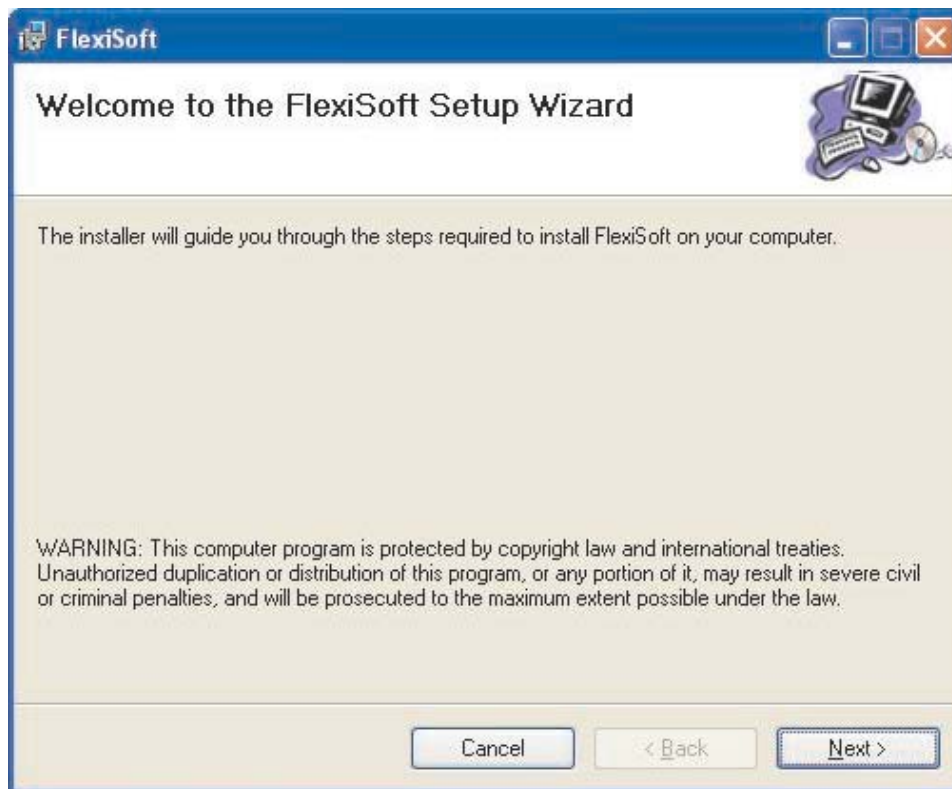 FlexiSoft
Welcome to the FlexiSoft Setup Wizard
The installer will guide you through the steps required to install FlexiSoft on your computer.
WARNING: This computer program is protected by copyright law and international treaties.
Unauthorized duplication or distribution of this program, or any portion of it, may result in severe civil
or criminal penalties, and will be prosecuted to the maximum extent possible under the law.
Cancel
< Back
Next >